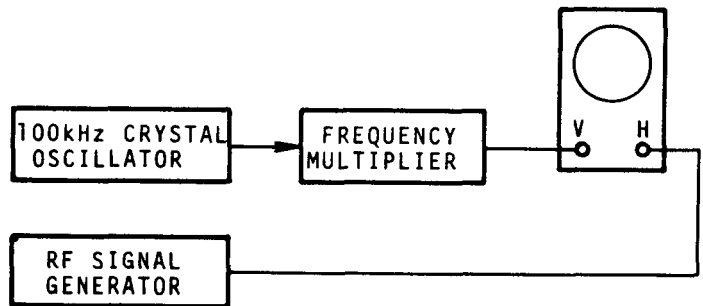 100kHz CRYSTAL
OSCILLATOR
FREQUENCY
MULTIPLIER
V H
RF SIGNAL
GENERATOR